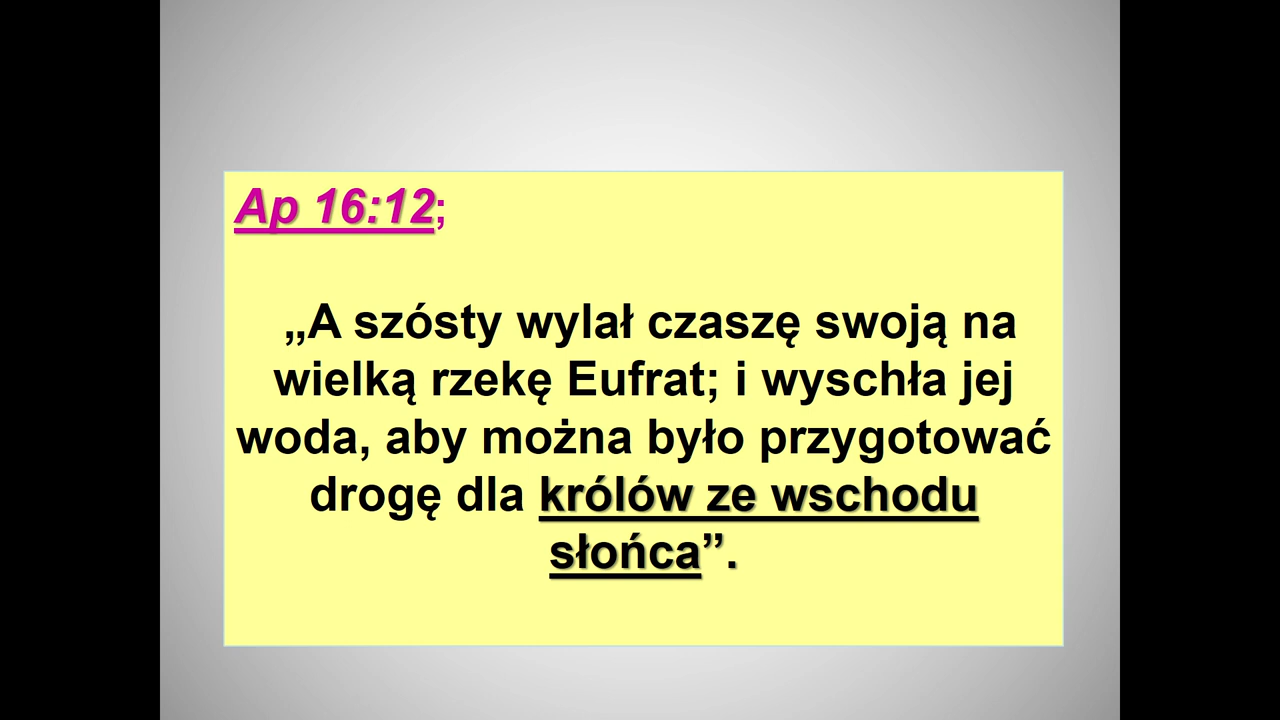 Ap 16:12;
„A szósty wylał czaszę swoją na
wielką rzekę Eufrat; i wyschła jej
woda, aby można było przygotować
drogę dla królów ze wschodu
słońca”.